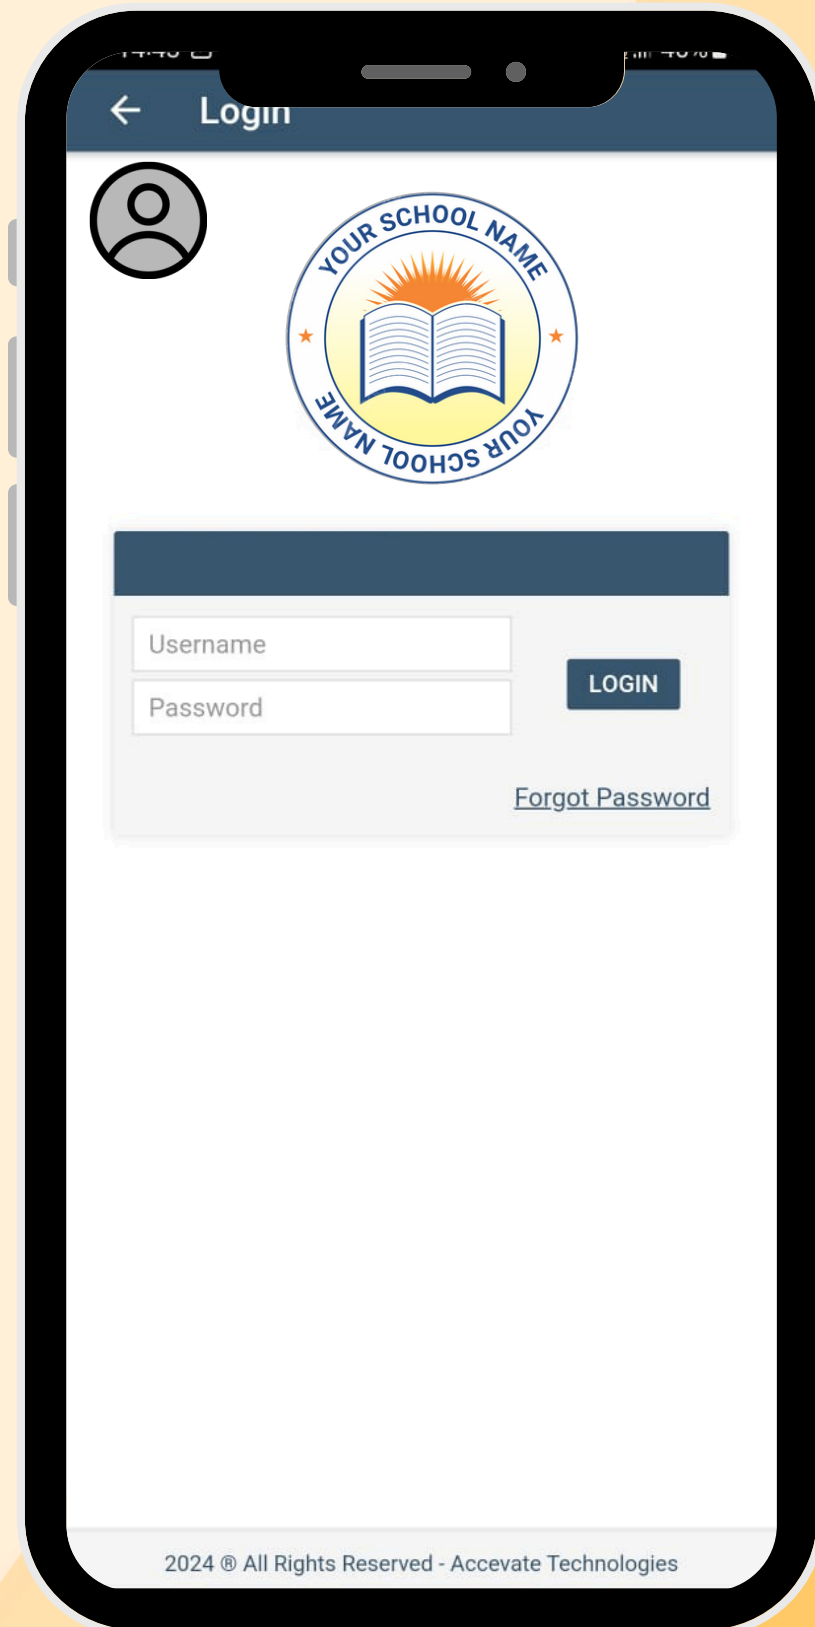 Login
YOUR SCHOOL NAME
YOUR SCHOOL NAME
Username
Password
LOGIN
Forgot Password
2024 ® All Rights Reserved - Accevate Technologies